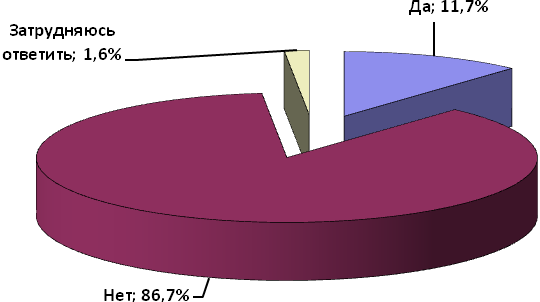 Да; 11,7%
Затрудняюсь
ответить; 1,6%
Нет; 86,7%